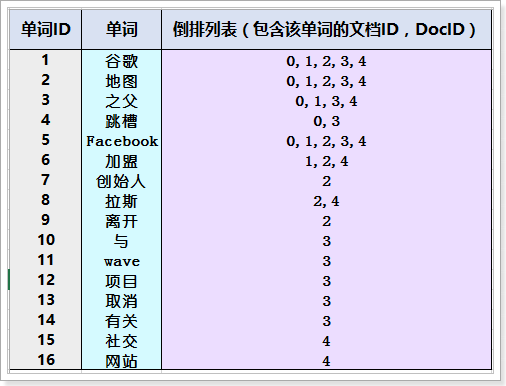 单词ID 单词 倒排列表（包含该单词的文档ID，DocID）
1 谷歌 0, 1, 2, 3, 4
2 地图 0, 1, 2, 3, 4
3 之父 0, 1, 3, 4
4 跳槽 0, 3
5 Facebook 0, 1, 2, 3, 4
6 加盟 1, 2, 4
7 创始人 2
8 拉斯 2, 4
9 离开 2
10 与 3
11 wave 3
12 项目 3
13 取消 3
14 有关 3
15 社交 4
16 网站 4